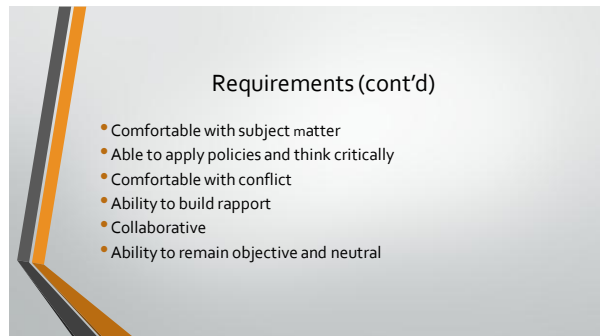 Requirements (cont’d)
• Comfortable with subject matter
• Able to apply policies and think critically
• Comfortable with conflict
• Ability to build rapport
• Collaborative
• Ability to remain objective and neutral